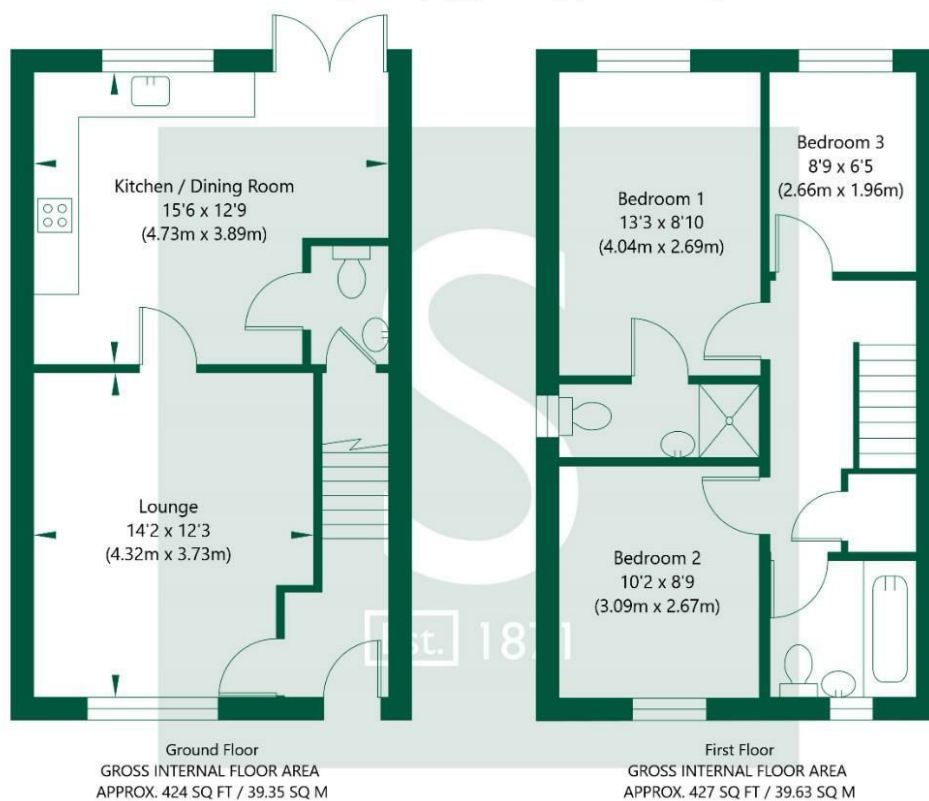 Kitchen / Dining Room
15'6 x 12'9
(4.73m x 3.89m)
Lounge
14'2 x 12'3
(4.32m x 3.73m)
Bedroom 1
13'3 x 8'10
(4.04m x 2.69m)
Bedroom 3
8'9 x 6'5
(2.66m x 1.96m)
Bedroom 2
10'2 x 8'9
(3.09m x 2.67m)
S
Est. 1871
Ground Floor
GROSS INTERNAL FLOOR AREA
APPROX. 424 SQ FT / 39.35 SQ M
First Floor
GROSS INTERNAL FLOOR AREA
APPROX. 427 SQ FT / 39.63 SQ M